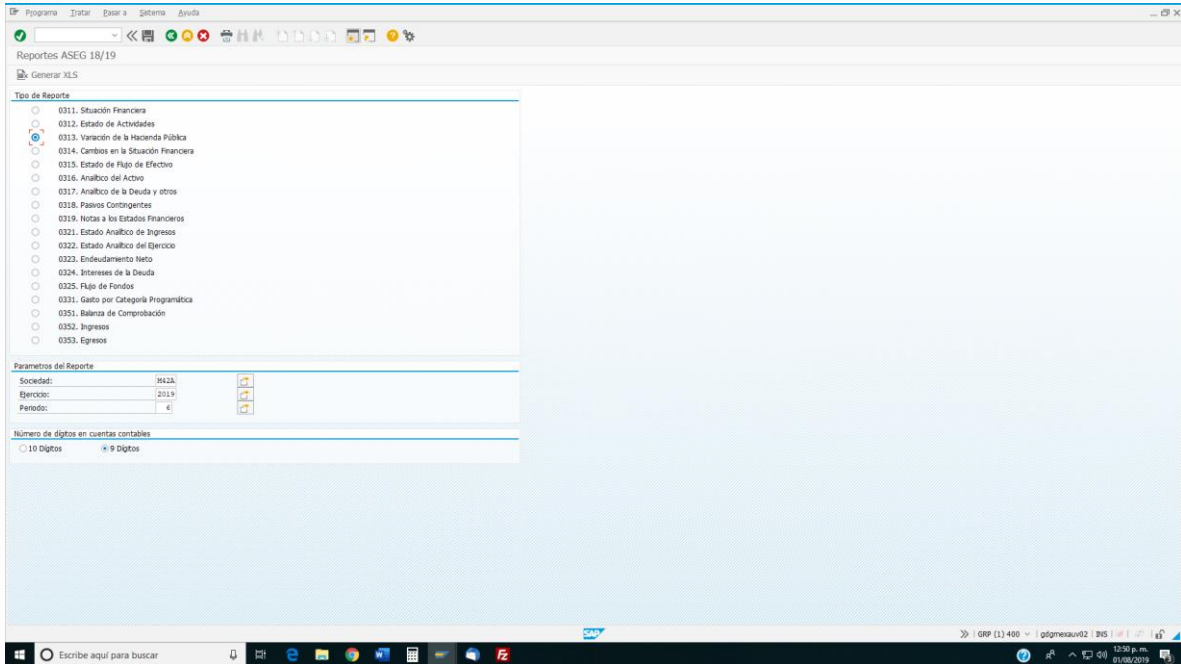 Programa Tratar Pasar a Sistema Ayuda
Reportes ASEG 18/19
Generar XLS
Tipo de Reporte
0311. Situación Financiera
0312. Estado de Actividades
0313. Variación de la Hacienda Pública
0314. Cambios en la Situación Financiera
0315. Estado de Flujo de Efectivo
0316. Analítico del Activo
0317. Analítico de la Deuda y otros
0318. Pasivos Contingentes
0319. Notas a los Estados Financieros
0321. Estado Analítico de Ingresos
0322. Estado Analítico del Ejercicio
0323. Endeudamiento Neto
0324. Intereses de la Deuda
0325. Flujo de Fondos
0331. Gasto por Categoría Programática
0351. Balanza de Comprobación
0352. Ingresos
0353. Egresos
Parametros del Reporte
Sociedad: M42A
Ejercicio: 2019
Periodo: 6
Número de dígitos en cuentas contables
10 Dígitos 9 Dígitos
SAP
GRP (1) 400 gdgmexauv02 INS
Escribe aquí para buscar
12:50 p. m.
01/08/2019